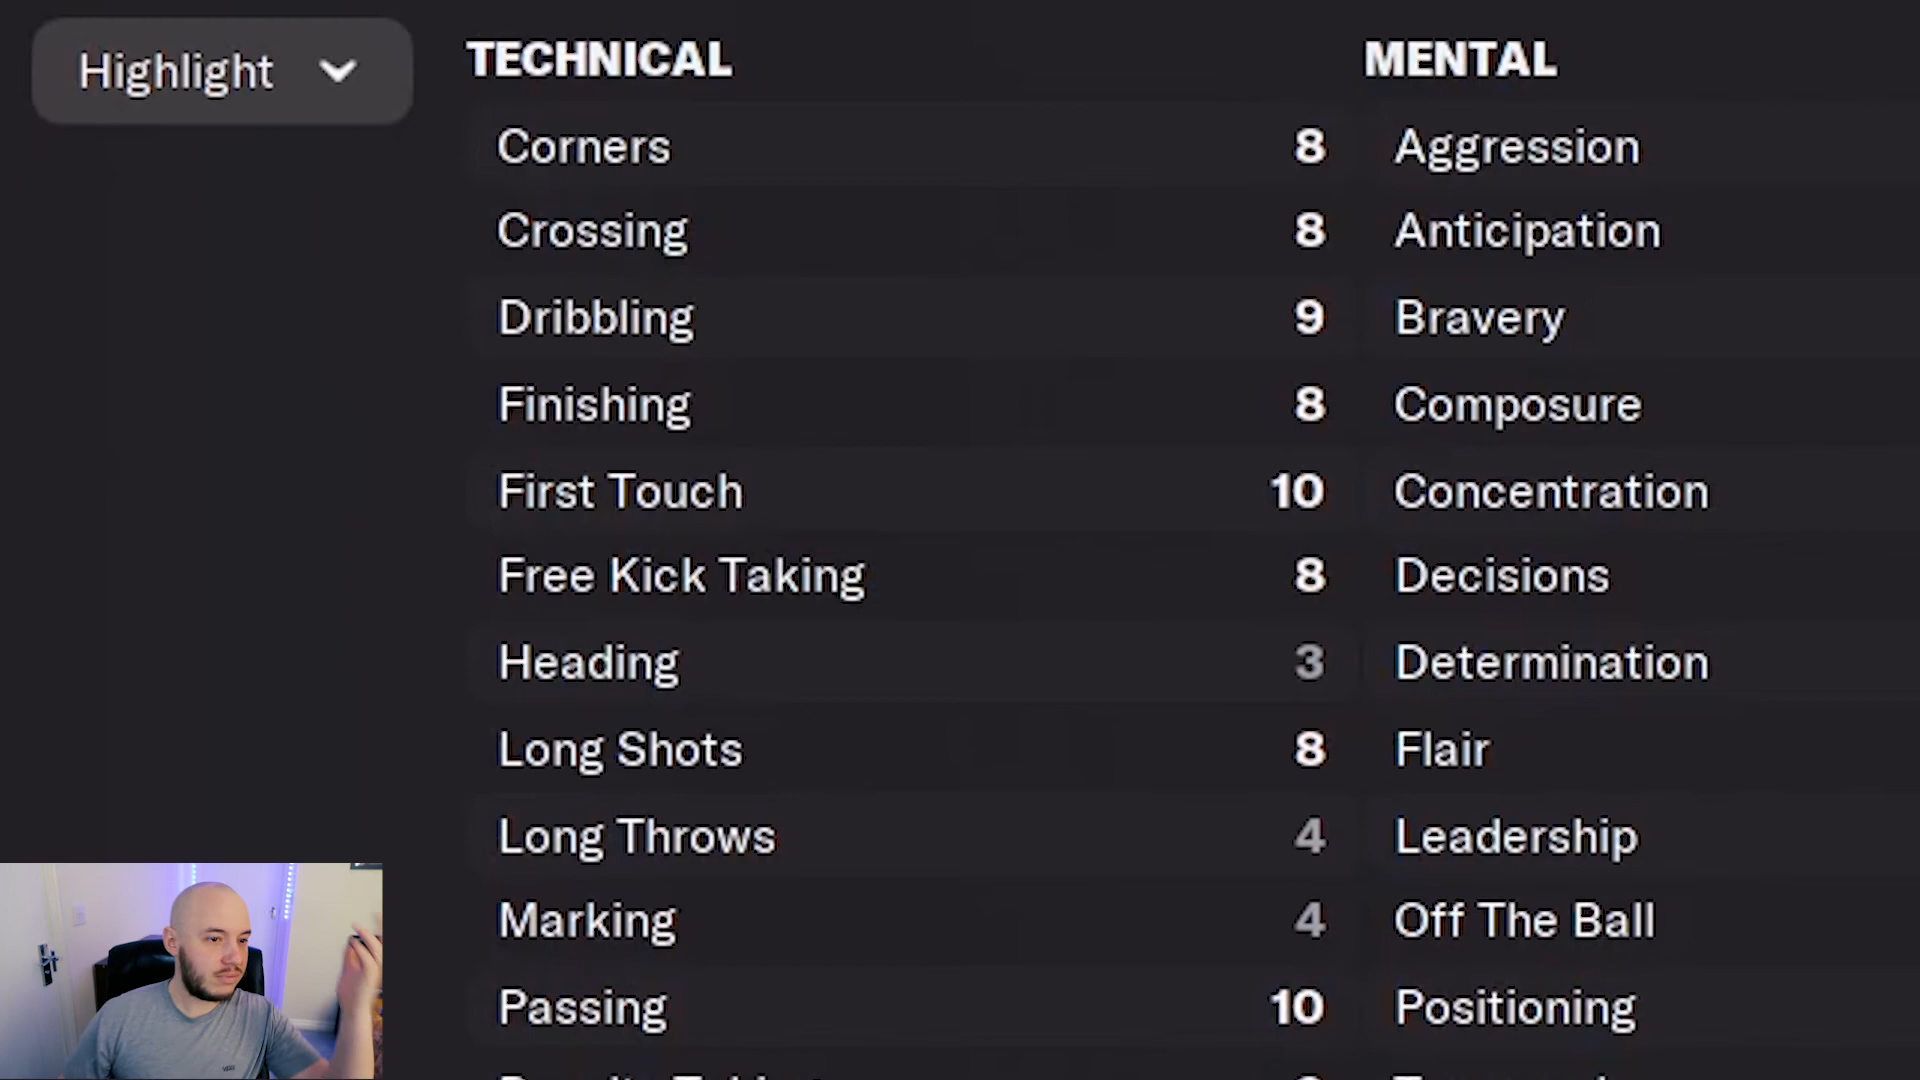 Highlight
TECHNICAL
Corners 8
Crossing 8
Dribbling 9
Finishing 8
First Touch 10
Free Kick Taking 8
Heading 3
Long Shots 8
Long Throws 4
Marking 4
Passing 10
MENTAL
Aggression
Anticipation
Bravery
Composure
Concentration
Decisions
Determination
Flair
Leadership
Off The Ball
Positioning